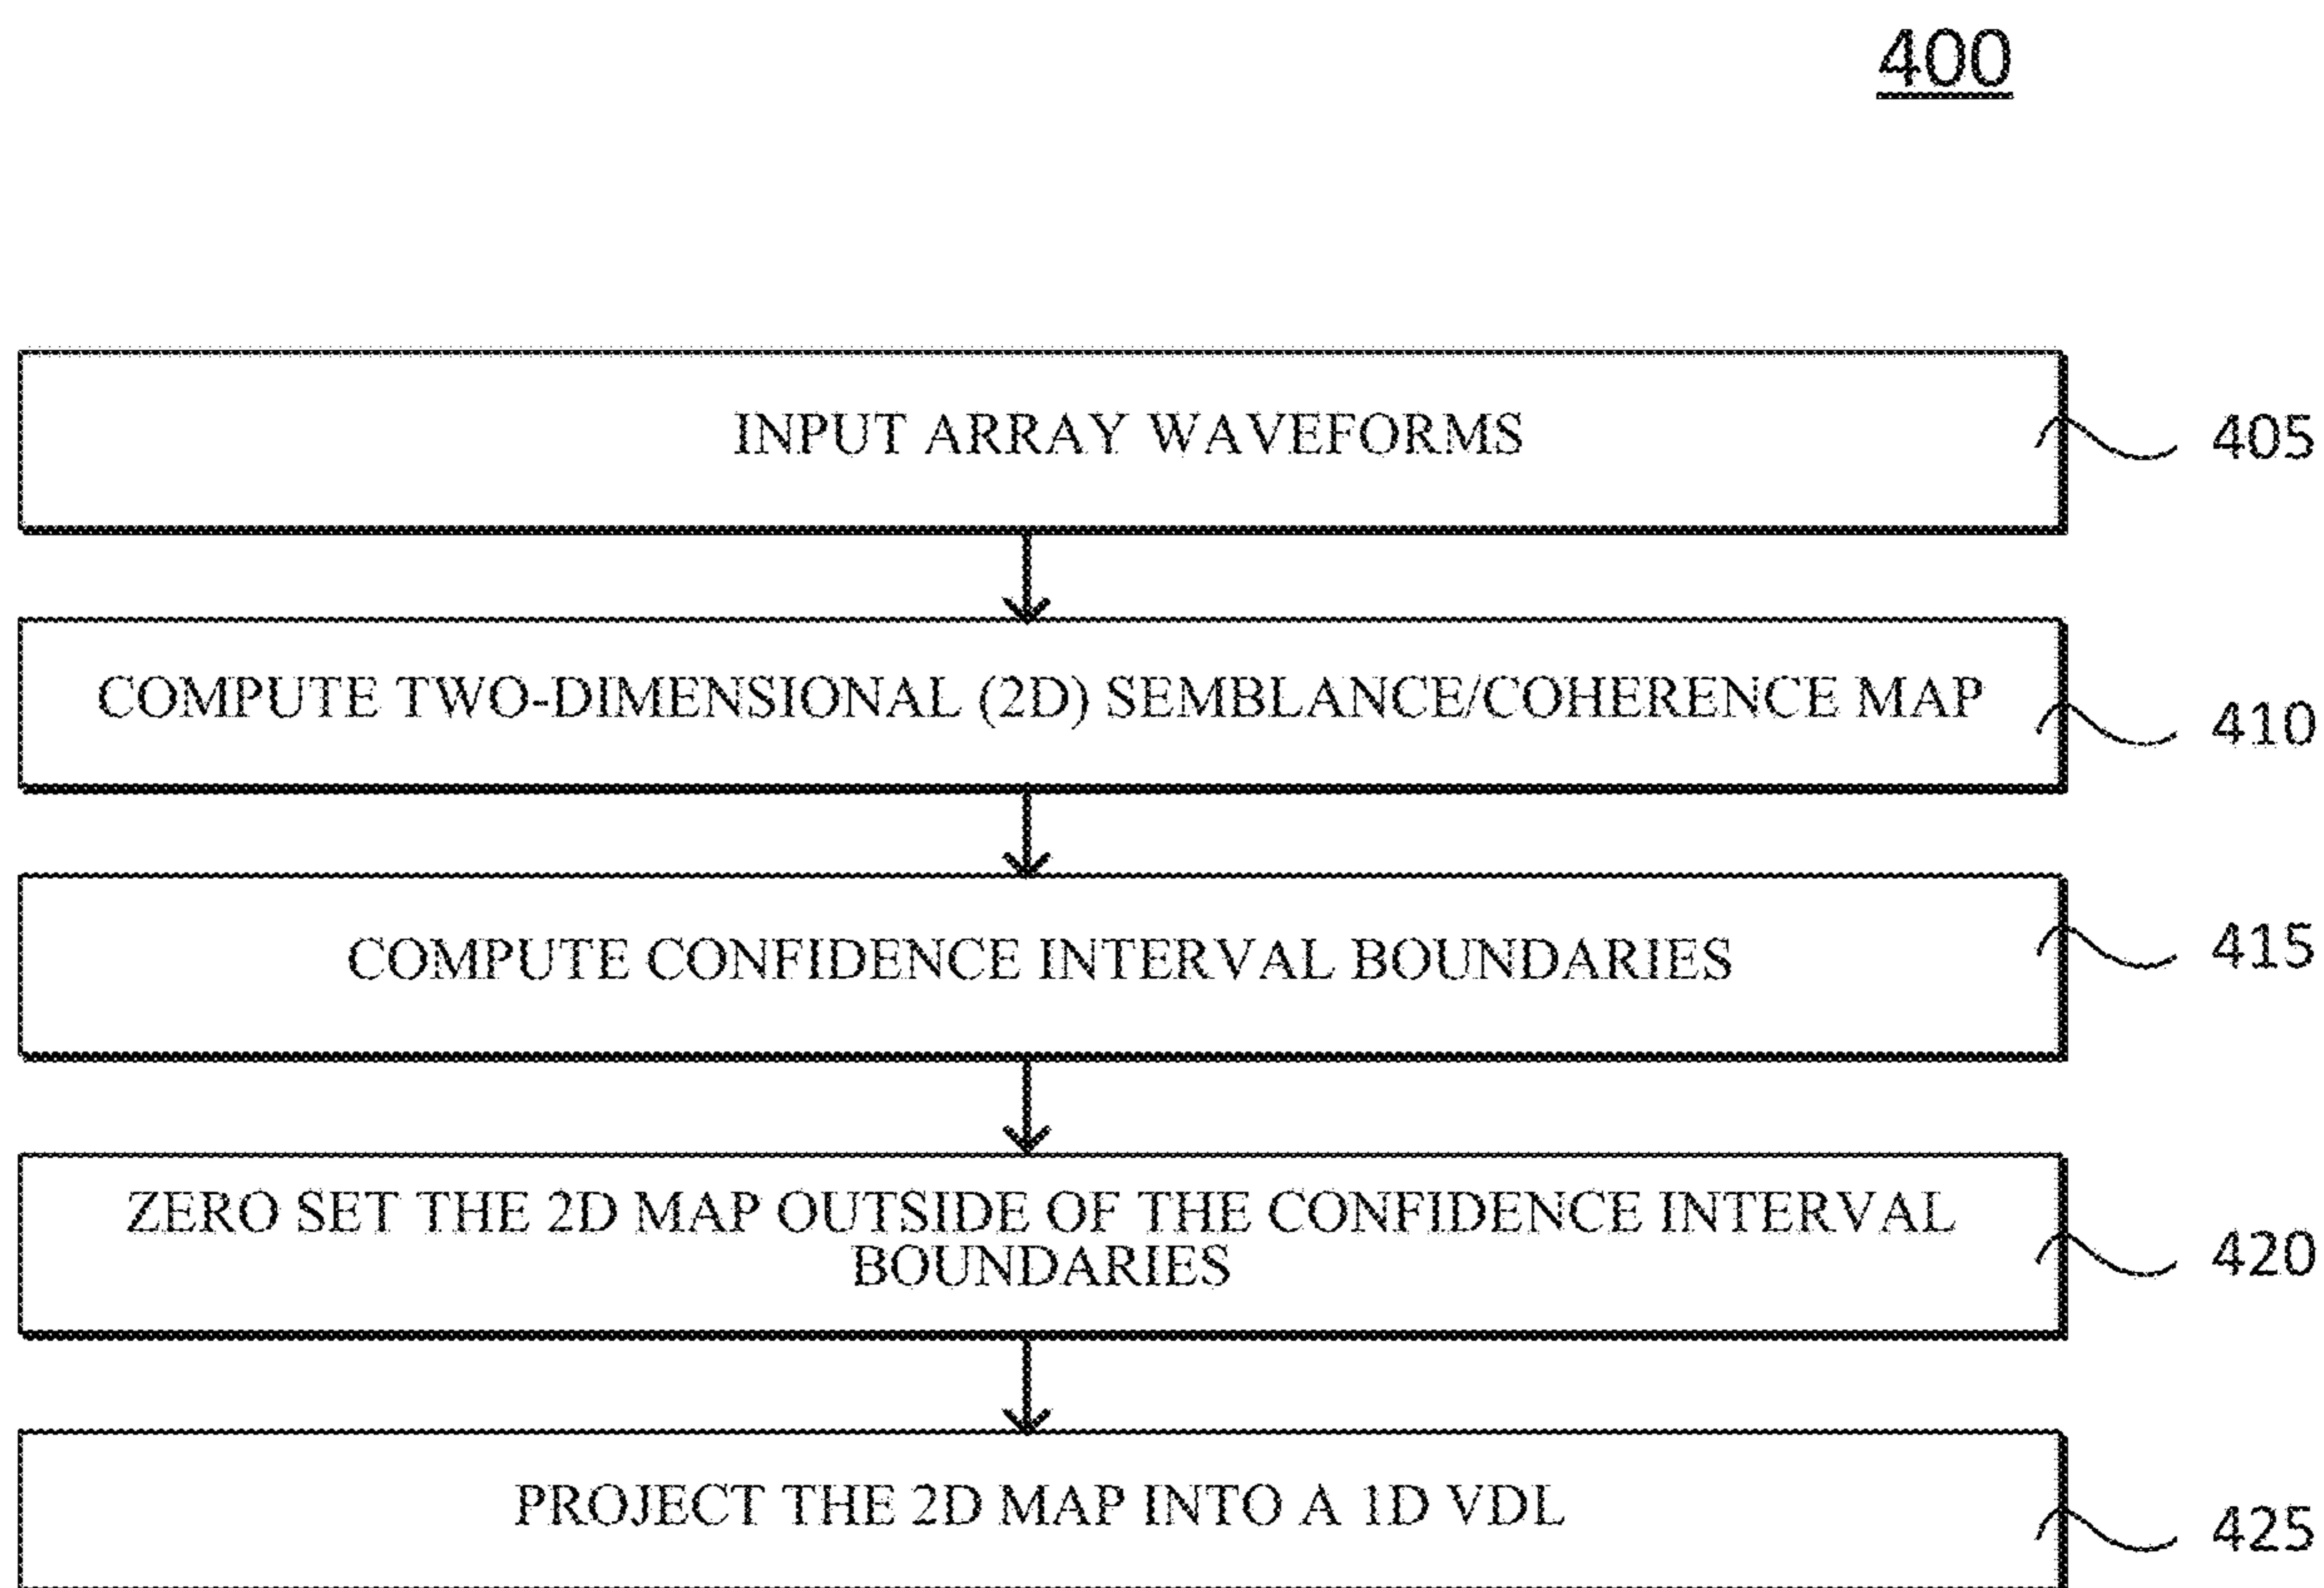 400
INPUT ARRAY WAVEFORMS
405
COMPUTE TWO-DIMENSIONAL (2D) SEMBLANCE/COHERENCE MAP
410
COMPUTE CONFIDENCE INTERVAL BOUNDARIES
415
ZERO SET THE 2D MAP OUTSIDE OF THE CONFIDENCE INTERVAL
BOUNDARIES
420
PROJECT THE 2D MAP INTO A 1D VDL
425